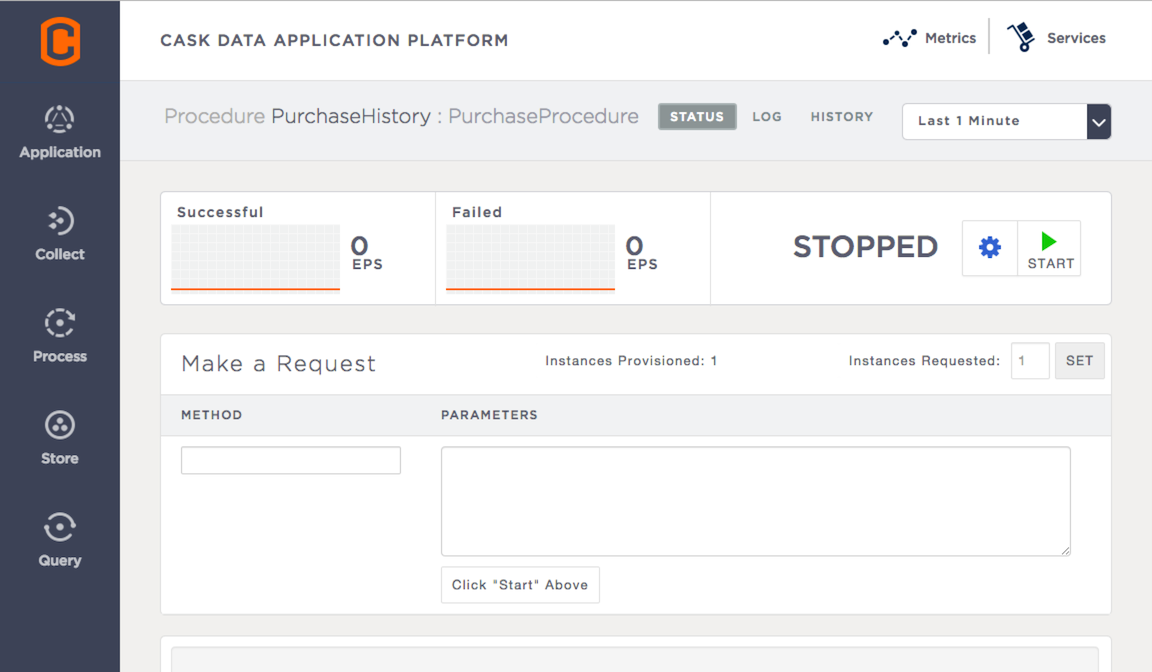 CASK DATA APPLICATION PLATFORM
Metrics
Services
Application
Collect
Process
Store
Query
Procedure PurchaseHistory : PurchaseProcedure
STATUS
LOG
HISTORY
Last 1 Minute
Successful
0
EPS
Failed
0
EPS
STOPPED
START
Make a Request
Instances Provisioned: 1
Instances Requested:
1
SET
METHOD
PARAMETERS
Click "Start" Above